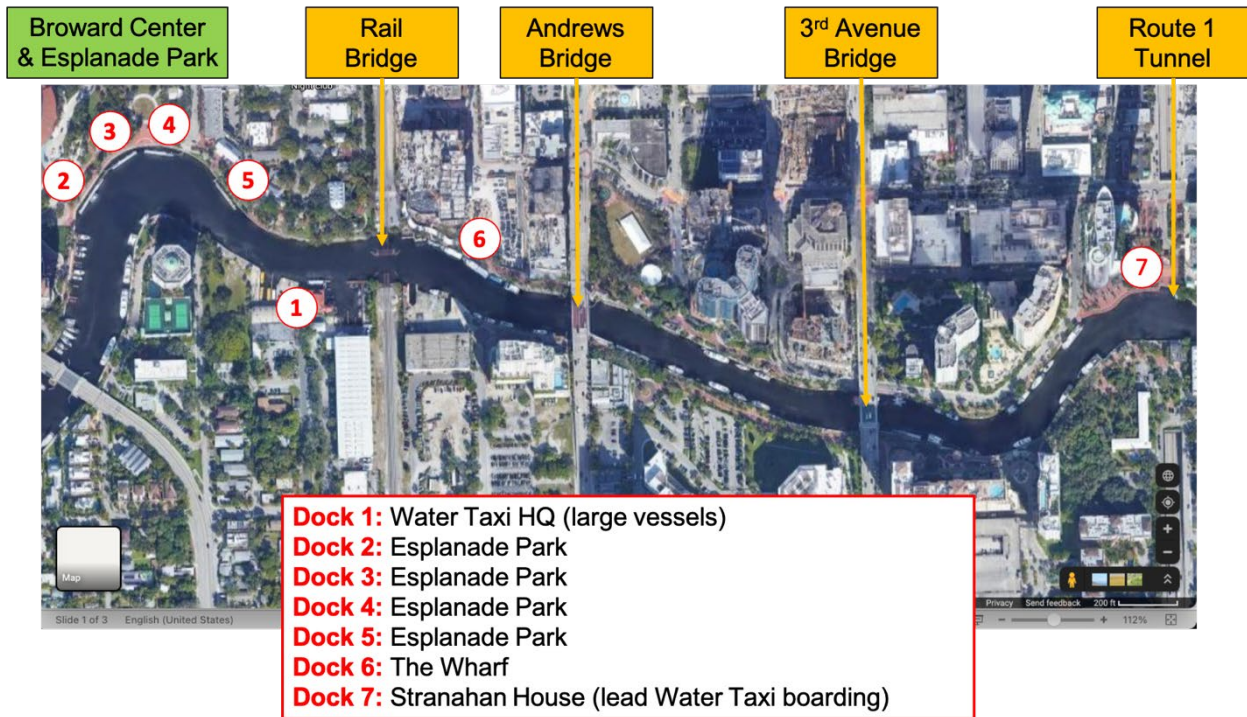 Broward Center
& Esplanade Park
Rail
Bridge
Andrews
Bridge
3rd Avenue
Bridge
Route 1
Tunnel
Night Club
3
4
2
5
6
7
1
Dock 1: Water Taxi HQ (large vessels)
Dock 2: Esplanade Park
Dock 3: Esplanade Park
Dock 4: Esplanade Park
Dock 5: Esplanade Park
Dock 6: The Wharf
Dock 7: Stranahan House (lead Water Taxi boarding)
Map
Privacy Send feedback 200 ft
Slide 1 of 3 English (United States)
− + 112%